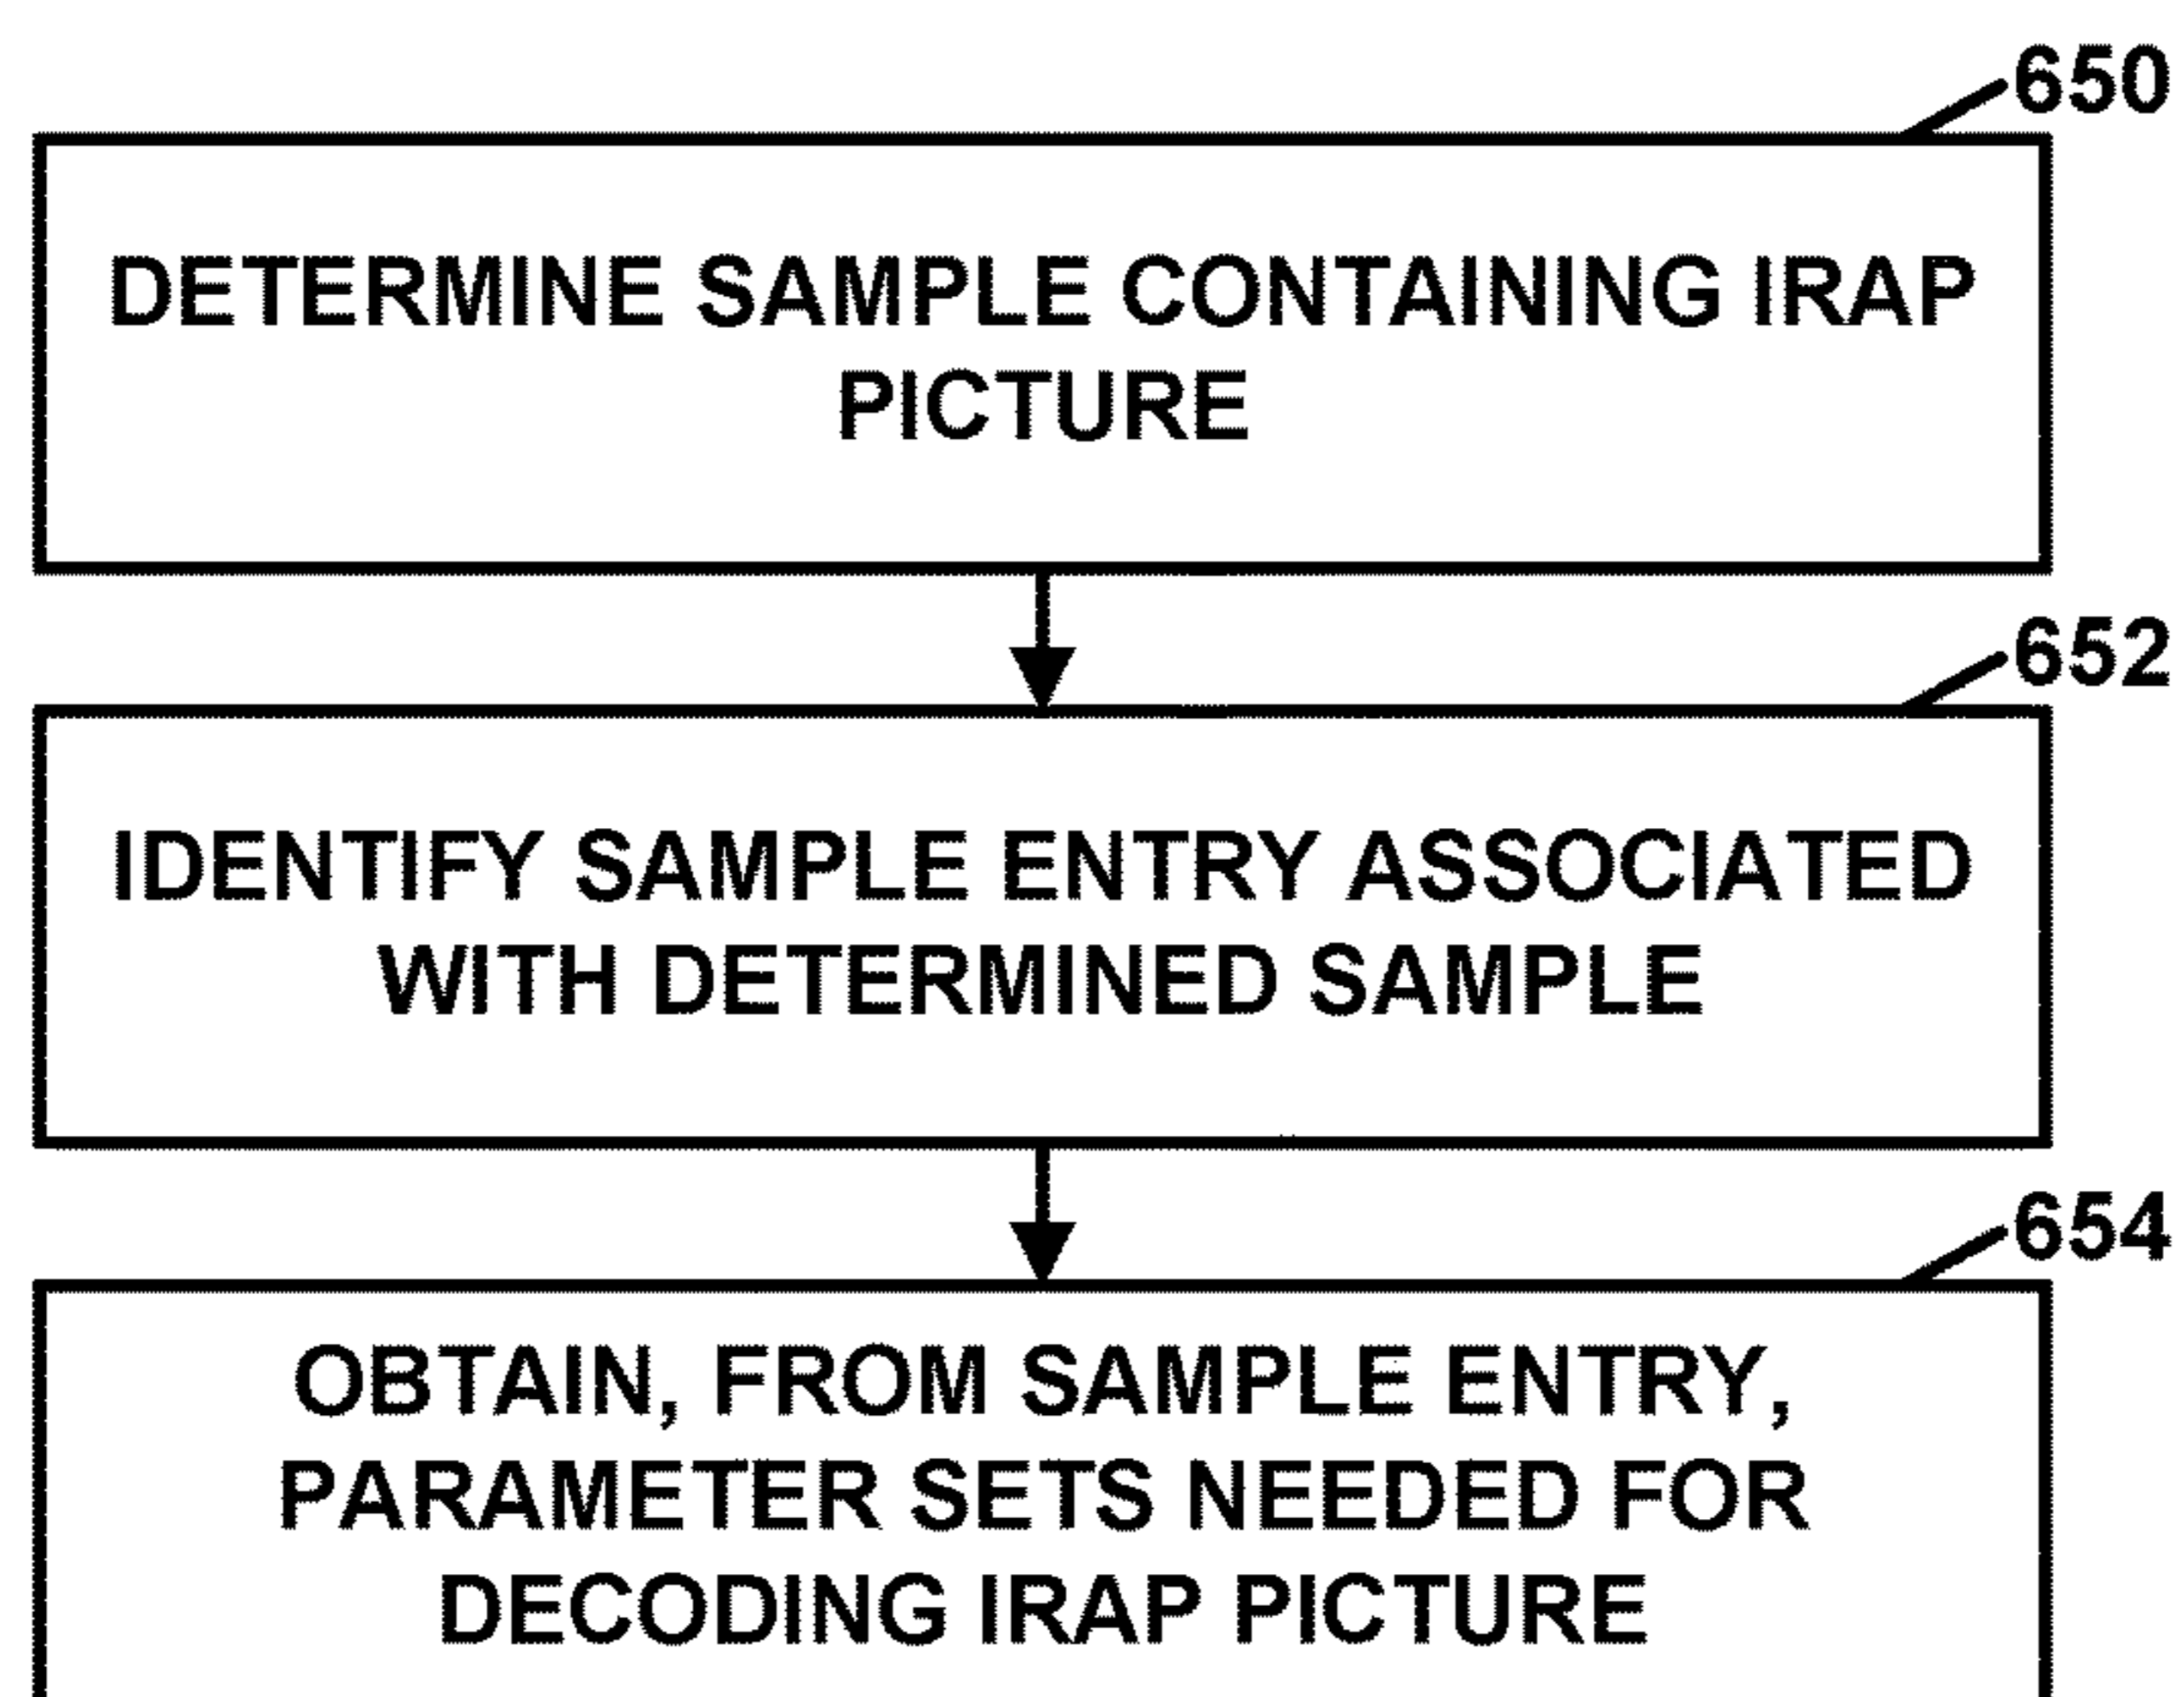 650
DETERMINE SAMPLE CONTAINING IRAP
PICTURE
652
IDENTIFY SAMPLE ENTRY ASSOCIATED
WITH DETERMINED SAMPLE
654
OBTAIN, FROM SAMPLE ENTRY,
PARAMETER SETS NEEDED FOR
DECODING IRAP PICTURE